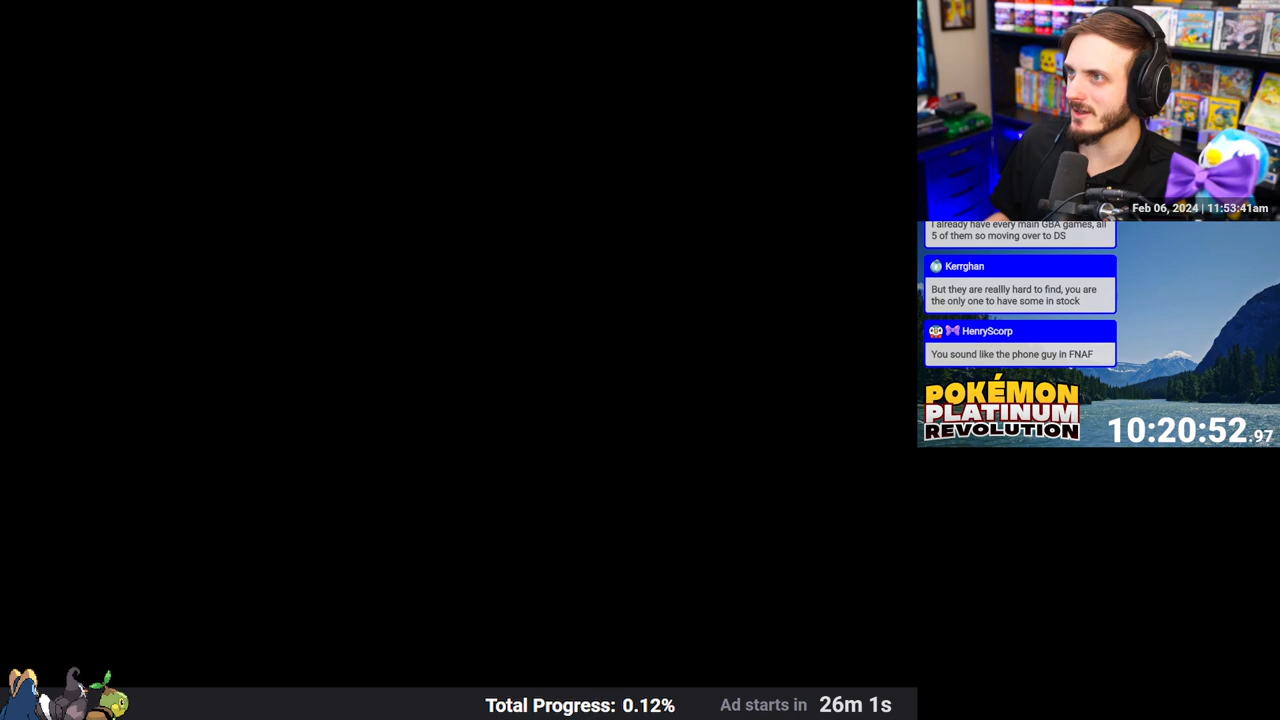 Feb 06, 2024 | 11:53:41am
I already have every main GBA games, all
5 of them so moving over to DS
Kerrghan
But they are reallly hard to find, you are
the only one to have some in stock
HenryScorp
You sound like the phone guy in FNAF
POKÉMON
PLATINUM
REVOLUTION
10:20:52.97
Total Progress: 0.12%
Ad starts in 26m 1s